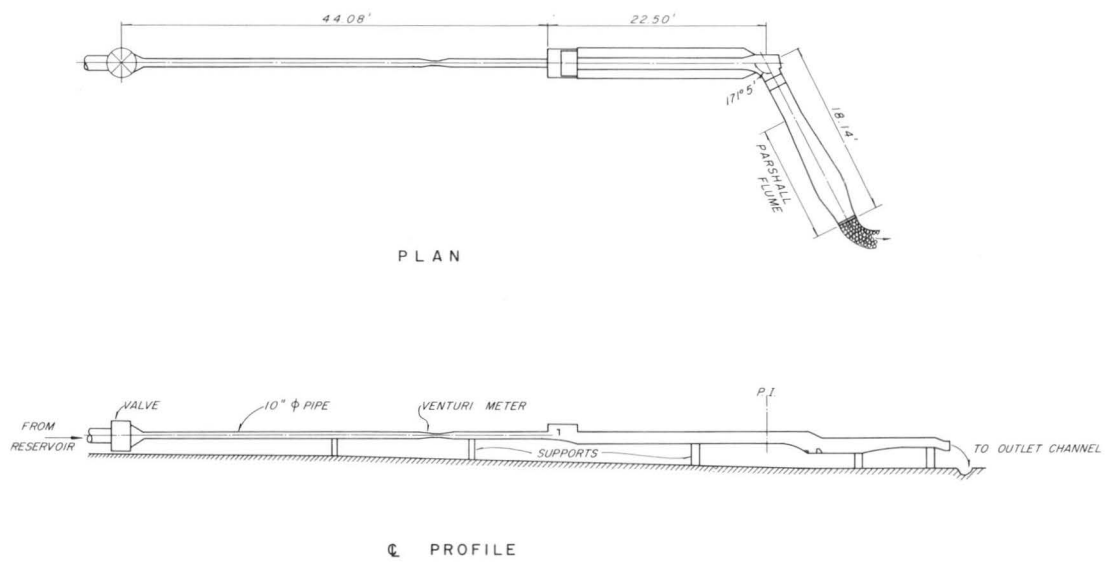 44.08'
22.50'
171°5'
18.14'
PARSHALL
FLUME
PLAN
P.I.
VALVE
10" ϕ PIPE
VENTURI METER
FROM
RESERVOIR
SUPPORTS
TO OUTLET CHANNEL
℄ PROFILE